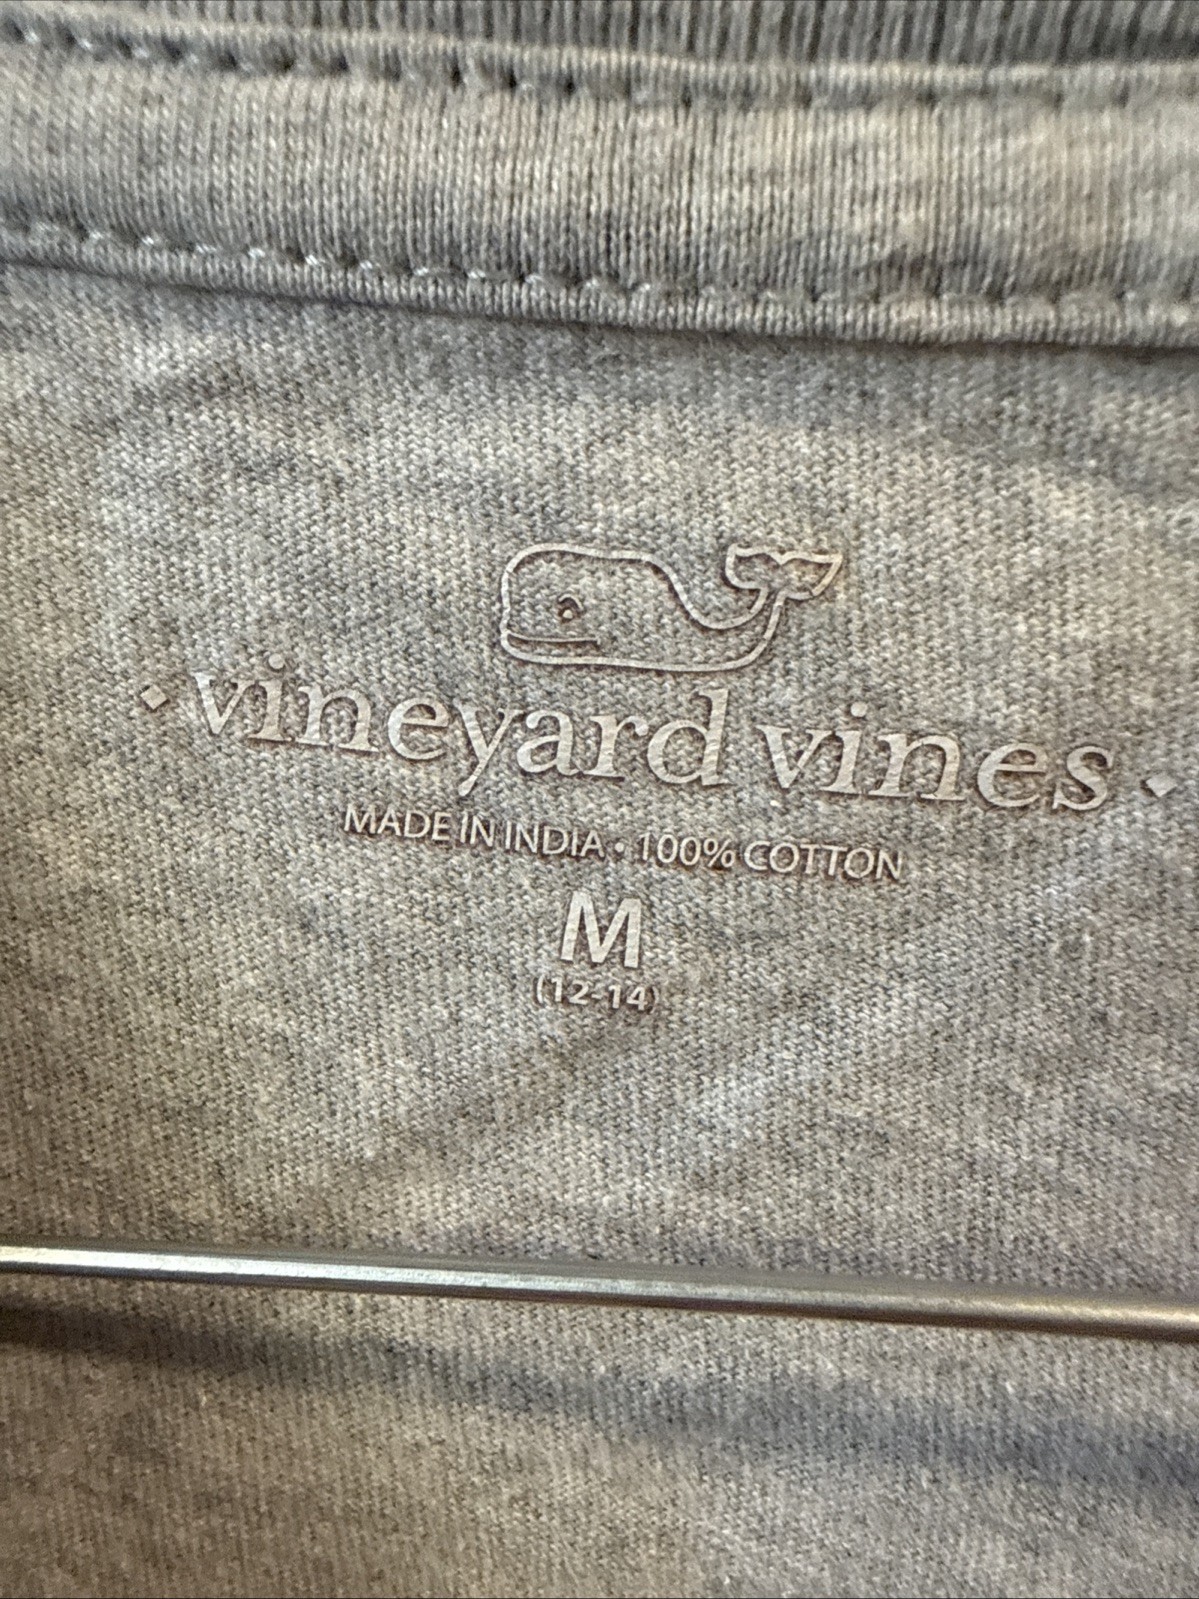 • vineyard vines •
MADE IN INDIA • 100% COTTON
M
(12-14)